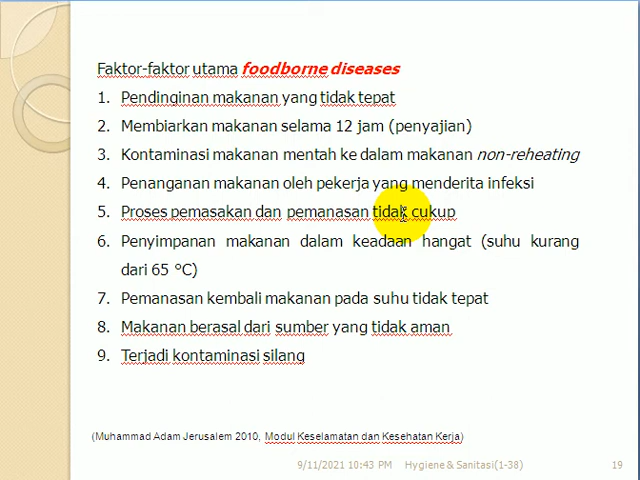 Faktor-faktor utama foodborne diseases
1. Pendinginan makanan yang tidak tepat
2. Membiarkan makanan selama 12 jam (penyajian)
3. Kontaminasi makanan mentah ke dalam makanan non-reheating
4. Penanganan makanan oleh pekerja yang menderita infeksi
5. Proses pemasakan dan pemanasan tidak cukup
6. Penyimpanan makanan dalam keadaan hangat (suhu kurang
dari 65 °C)
7. Pemanasan kembali makanan pada suhu tidak tepat
8. Makanan berasal dari sumber yang tidak aman
9. Terjadi kontaminasi silang
(Muhammad Adam Jerusalem 2010, Modul Keselamatan dan Kesehatan Kerja)
9/11/2021 10:43 PM Hygiene & Sanitasi(1-38) 19